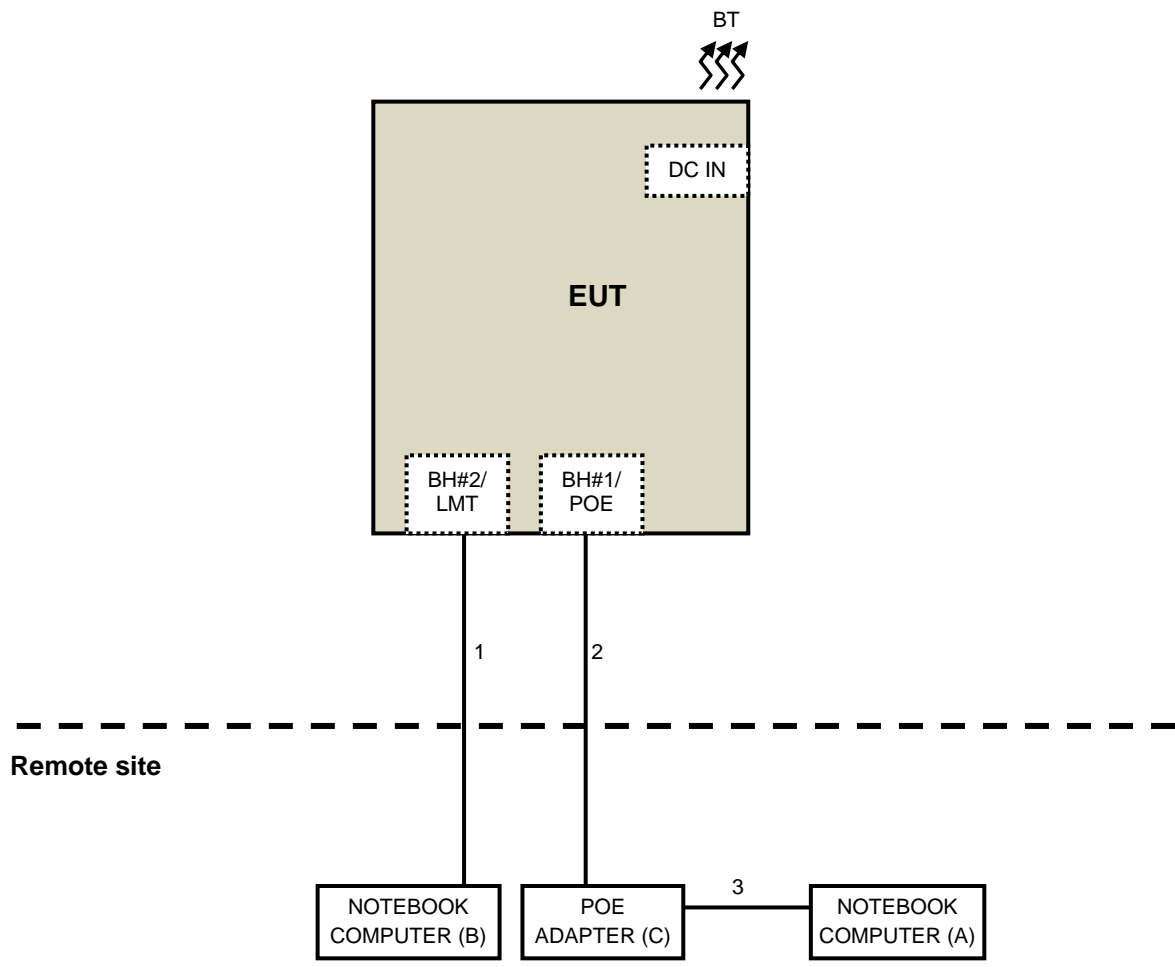 BT
DC IN
EUT
BH#2/
LMT
BH#1/
POE
1
2
Remote site
NOTEBOOK
COMPUTER (B)
POE
ADAPTER (C)
3
NOTEBOOK
COMPUTER (A)